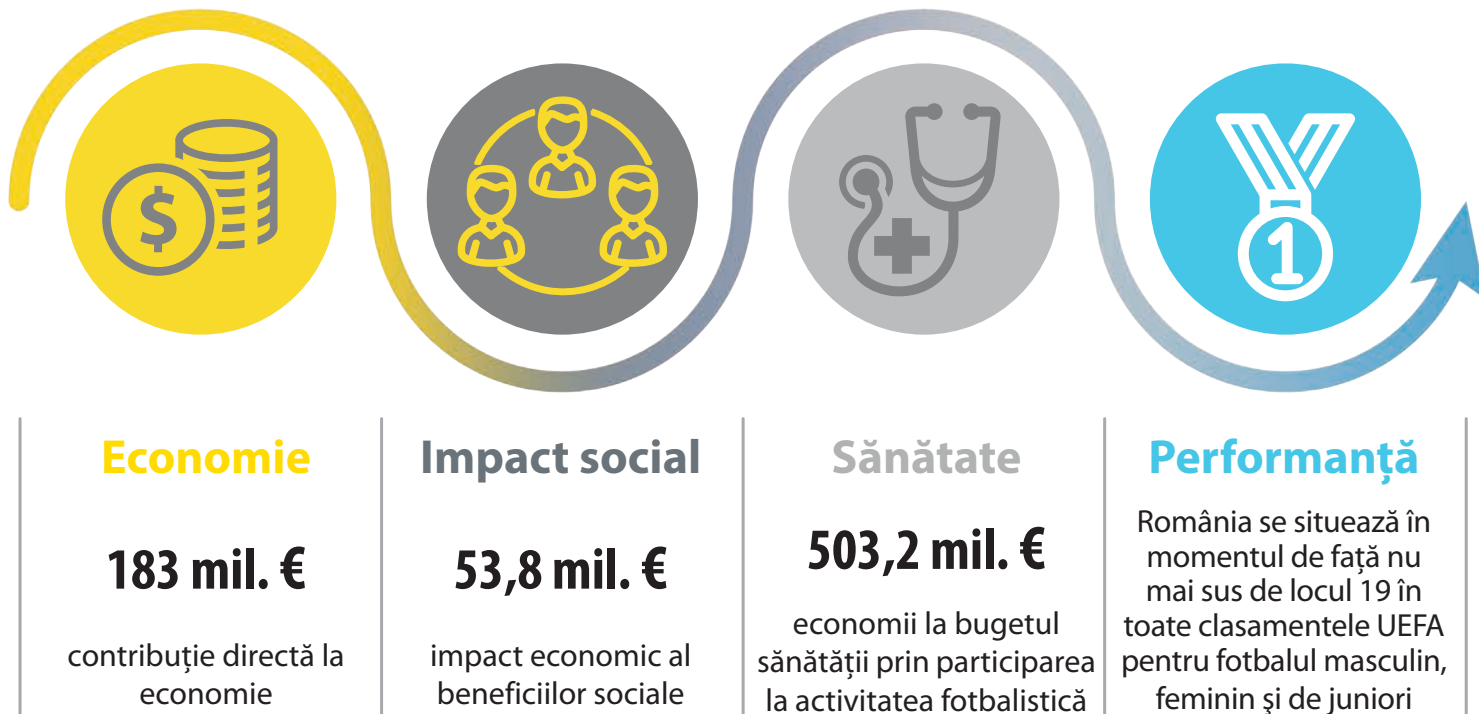 $
1
Economie
183 mil. €
contribuție directă la
economie
Impact social
53,8 mil. €
impact economic al
beneficiilor sociale
Sănătate
503,2 mil. €
economii la bugetul
sănătății prin participarea
la activitatea fotbalistică
Performanță
România se situează în
momentul de față nu
mai sus de locul 19 în
toate clasamentele UEFA
pentru fotbalul masculin,
feminin şi de juniori